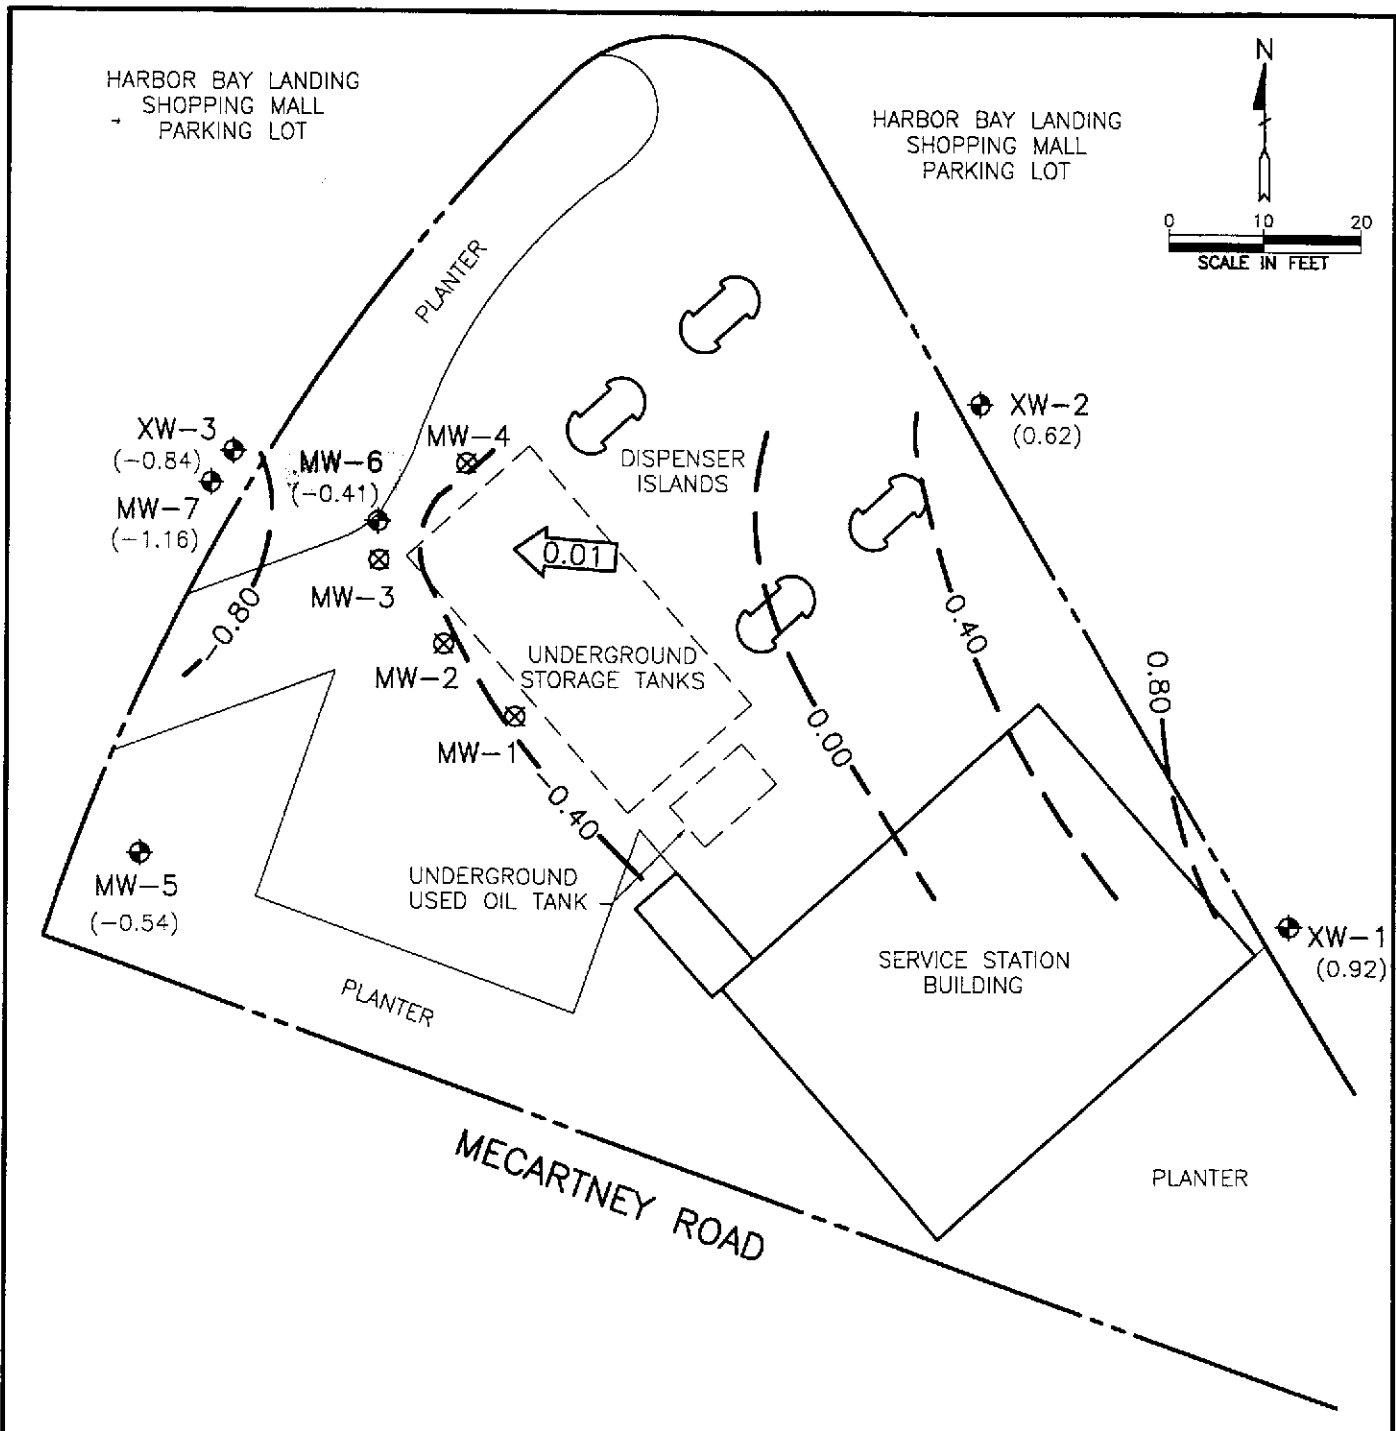 HARBOR BAY LANDING
SHOPPING MALL
PARKING LOT
HARBOR BAY LANDING
SHOPPING MALL
PARKING LOT
N
0 10 20
SCALE IN FEET
PLANTER
XW-3
(-0.84)
MW-7
(-1.16)
MW-6
(-0.41)
MW-4
DISPENSER
ISLANDS
XW-2
(0.62)
0.01
MW-3
-0.80
0.40
MW-2
UNDERGROUND
STORAGE TANKS
0.80
MW-1
0.00
-0.40
MW-5
(-0.54)
UNDERGROUND
USED OIL TANK
XW-1
(0.92)
SERVICE STATION
BUILDING
PLANTER
MECARTNEY ROAD
PLANTER